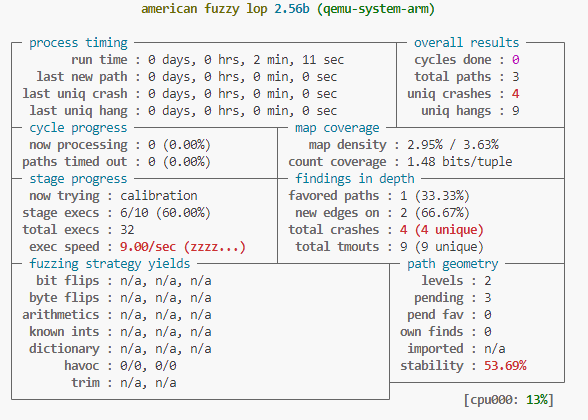 american fuzzy lop 2.56b (qemu-system-arm)
process timing
run time : 0 days, 0 hrs, 2 min, 11 sec
last new path : 0 days, 0 hrs, 0 min, 0 sec
last uniq crash : 0 days, 0 hrs, 0 min, 0 sec
last uniq hang : 0 days, 0 hrs, 0 min, 0 sec
overall results
cycles done : 0
total paths : 3
uniq crashes : 4
uniq hangs : 9
cycle progress
now processing : 0 (0.00%)
paths timed out : 0 (0.00%)
map coverage
map density : 2.95% / 3.63%
count coverage : 1.48 bits/tuple
stage progress
now trying : calibration
stage execs : 6/10 (60.00%)
total execs : 32
exec speed : 9.00/sec (zzzz...)
findings in depth
favored paths : 1 (33.33%)
new edges on : 2 (66.67%)
total crashes : 4 (4 unique)
total tmouts : 9 (9 unique)
fuzzing strategy yields
bit flips : n/a, n/a, n/a
byte flips : n/a, n/a, n/a
arithmetics : n/a, n/a, n/a
known ints : n/a, n/a, n/a
dictionary : n/a, n/a, n/a
havoc : 0/0, 0/0
trim : n/a, n/a
path geometry
levels : 2
pending : 3
pend fav : 0
own finds : 0
imported : n/a
stability : 53.69%
[cpu000: 13%]